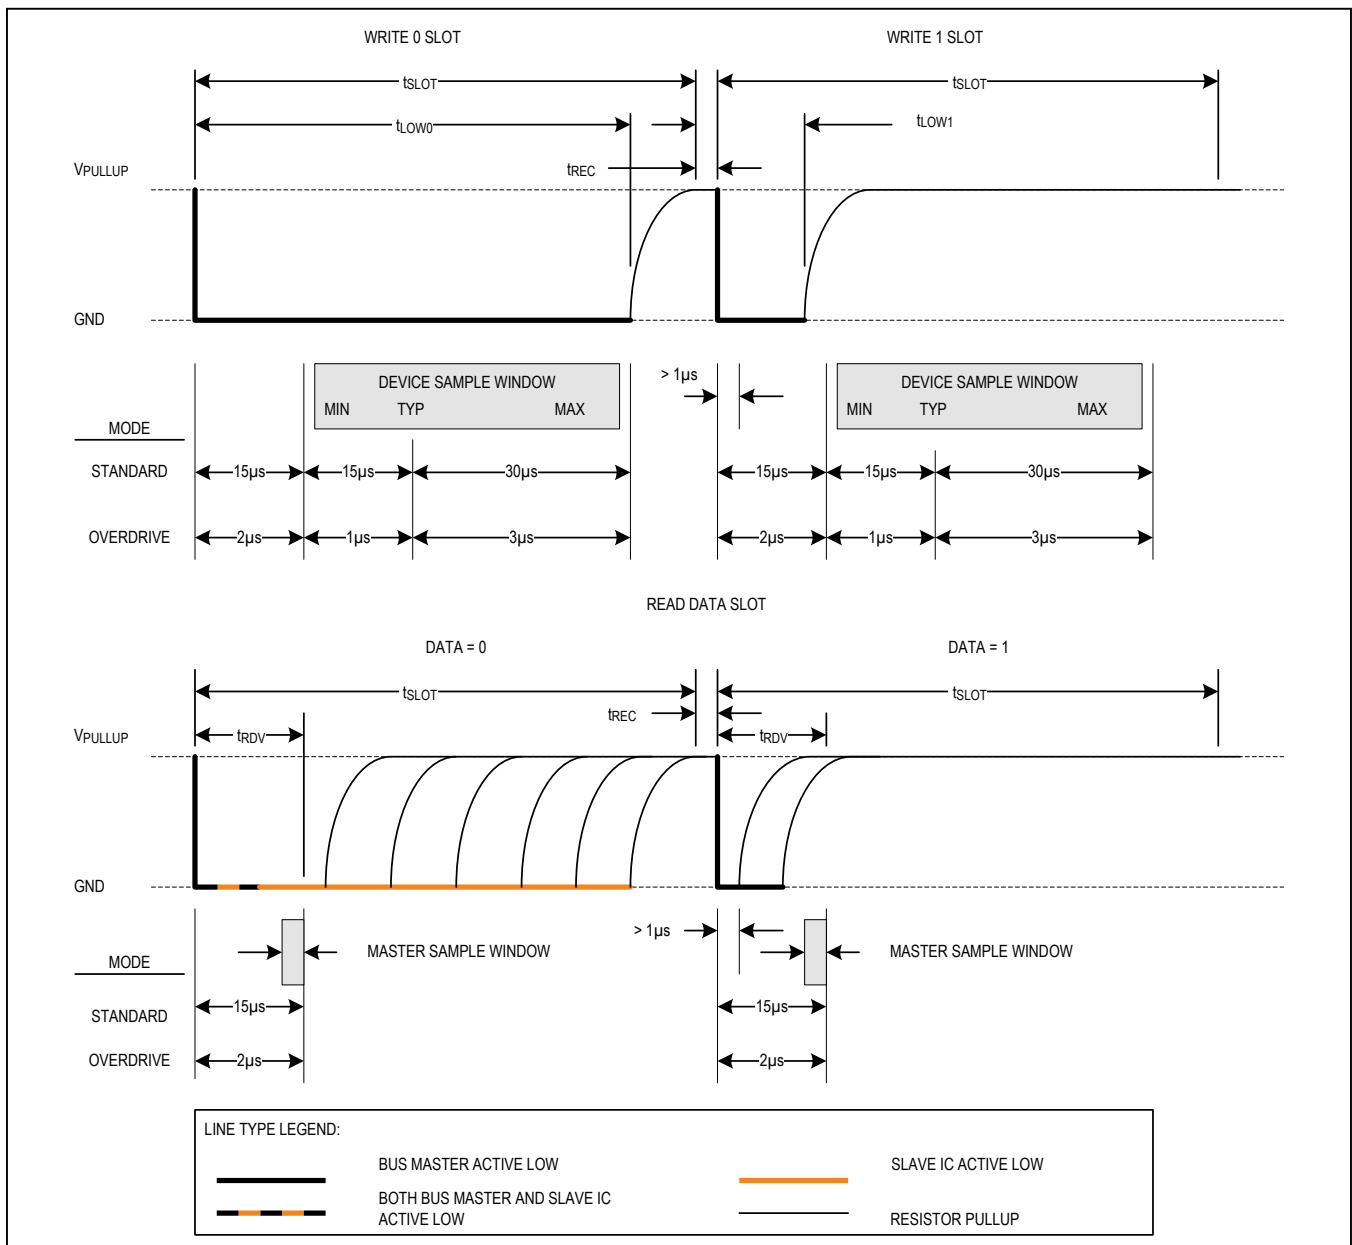 WRITE 0 SLOT WRITE 1 SLOT
tSLOT tSLOT
tLOW0 tLOW1
VPULLUP tREC
GND
DEVICE SAMPLE WINDOW > 1µs DEVICE SAMPLE WINDOW
MIN TYP MAX MIN TYP MAX
MODE
STANDARD 15µs 15µs 30µs 15µs 15µs 30µs
OVERDRIVE 2µs 1µs 3µs 2µs 1µs 3µs
READ DATA SLOT
DATA = 0 DATA = 1
tSLOT tSLOT
tREC
VPULLUP tRDV tRDV
GND
> 1µs
MASTER SAMPLE WINDOW MASTER SAMPLE WINDOW
MODE
STANDARD 15µs 15µs
OVERDRIVE 2µs 2µs
LINE TYPE LEGEND:
BUS MASTER ACTIVE LOW SLAVE IC ACTIVE LOW
BOTH BUS MASTER AND SLAVE IC
ACTIVE LOW RESISTOR PULLUP